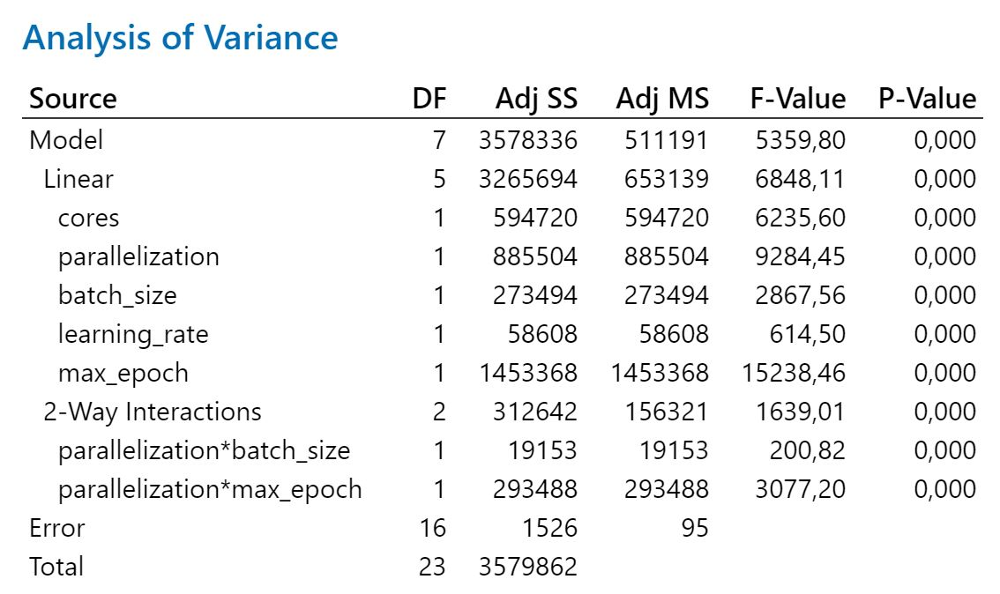 Analysis of Variance
Source DF Adj SS Adj MS F-Value P-Value
Model 7 3578336 511191 5359,80 0,000
Linear 5 3265694 653139 6848,11 0,000
cores 1 594720 594720 6235,60 0,000
parallelization 1 885504 885504 9284,45 0,000
batch_size 1 273494 273494 2867,56 0,000
learning_rate 1 58608 58608 614,50 0,000
max_epoch 1 1453368 1453368 15238,46 0,000
2-Way Interactions 2 312642 156321 1639,01 0,000
parallelization*batch_size 1 19153 19153 200,82 0,000
parallelization*max_epoch 1 293488 293488 3077,20 0,000
Error 16 1526 95
Total 23 3579862